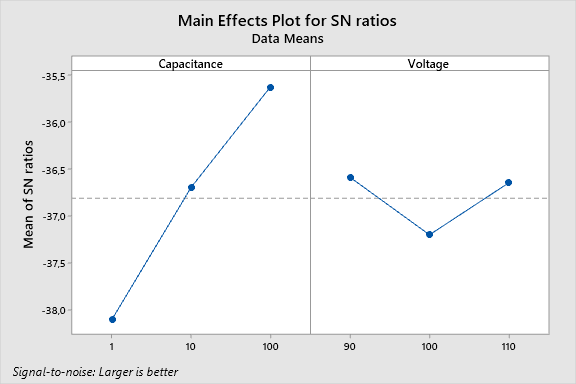 Main Effects Plot for SN ratios
Data Means
Capacitance
Voltage
Mean of SN ratios
-35,5
-36,0
-36,5
-37,0
-37,5
-38,0
1 10 100
90 100 110
Signal-to-noise: Larger is better